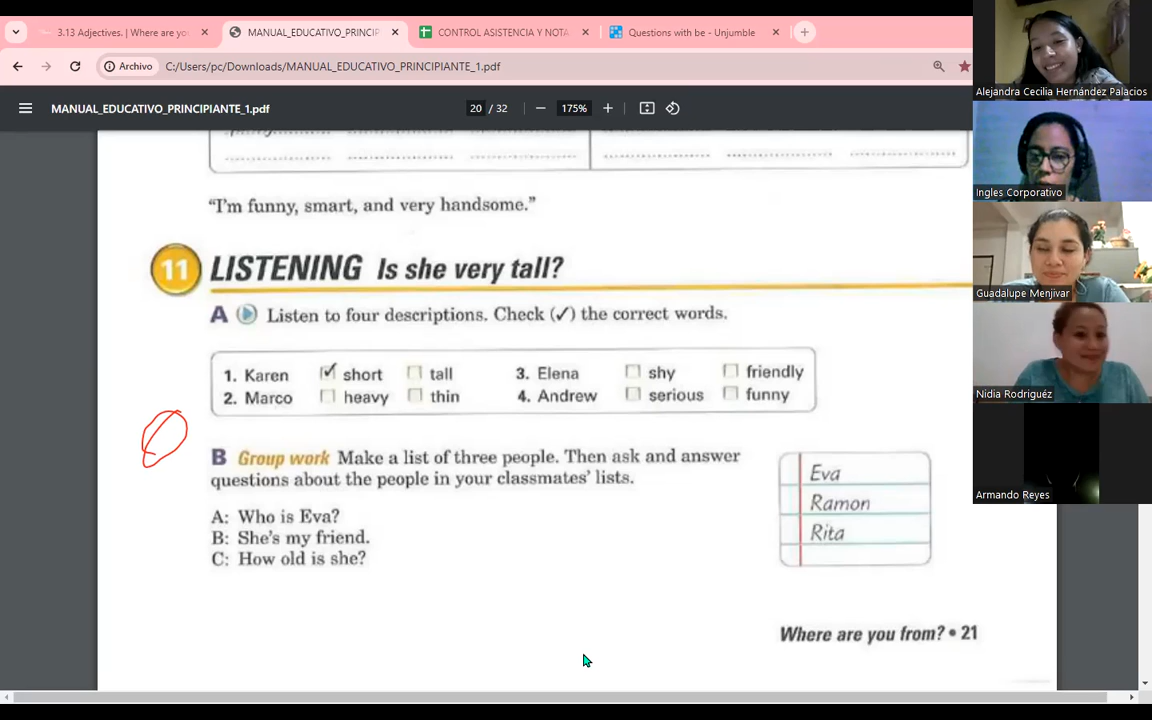 3.13 Adjectives. | Where are you
MANUAL_EDUCATIVO_PRINCIP
CONTROL ASISTENCIA Y NOTA
Questions with be - Unjumble
Archivo
C:/Users/pc/Downloads/MANUAL_EDUCATIVO_PRINCIPIANTE_1.pdf
MANUAL_EDUCATIVO_PRINCIPIANTE_1.pdf
20 / 32
175%
"I'm funny, smart, and very handsome."
11 LISTENING Is she very tall?
A Listen to four descriptions. Check (✓) the correct words.
1. Karen ✓ short tall 3. Elena shy friendly
2. Marco heavy thin 4. Andrew serious funny
B Group work Make a list of three people. Then ask and answer
questions about the people in your classmates' lists.
A: Who is Eva?
B: She's my friend.
C: How old is she?
Eva
Ramon
Rita
Where are you from? • 21
Alejandra Cecilia Hernández Palacios
Ingles Corporativo
Guadalupe Menjivar
Nidia Rodriguéz
Armando Reyes